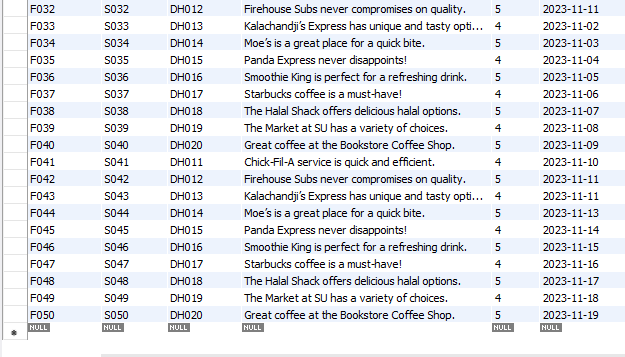 F032 S032 DH012 Firehouse Subs never compromises on quality. 5 2023-11-11
F033 S033 DH013 Kalachandji's Express has unique and tasty opti... 4 2023-11-02
F034 S034 DH014 Moe's is a great place for a quick bite. 5 2023-11-03
F035 S035 DH015 Panda Express never disappoints! 4 2023-11-04
F036 S036 DH016 Smoothie King is perfect for a refreshing drink. 5 2023-11-05
F037 S037 DH017 Starbucks coffee is a must-have! 4 2023-11-06
F038 S038 DH018 The Halal Shack offers delicious halal options. 5 2023-11-07
F039 S039 DH019 The Market at SU has a variety of choices. 4 2023-11-08
F040 S040 DH020 Great coffee at the Bookstore Coffee Shop. 5 2023-11-09
F041 S041 DH011 Chick-Fil-A service is quick and efficient. 4 2023-11-10
F042 S042 DH012 Firehouse Subs never compromises on quality. 5 2023-11-11
F043 S043 DH013 Kalachandji's Express has unique and tasty opti... 4 2023-11-11
F044 S044 DH014 Moe's is a great place for a quick bite. 5 2023-11-13
F045 S045 DH015 Panda Express never disappoints! 4 2023-11-14
F046 S046 DH016 Smoothie King is perfect for a refreshing drink. 5 2023-11-15
F047 S047 DH017 Starbucks coffee is a must-have! 4 2023-11-16
F048 S048 DH018 The Halal Shack offers delicious halal options. 5 2023-11-17
F049 S049 DH019 The Market at SU has a variety of choices. 4 2023-11-18
F050 S050 DH020 Great coffee at the Bookstore Coffee Shop. 5 2023-11-19
NULL NULL NULL NULL NULL NULL